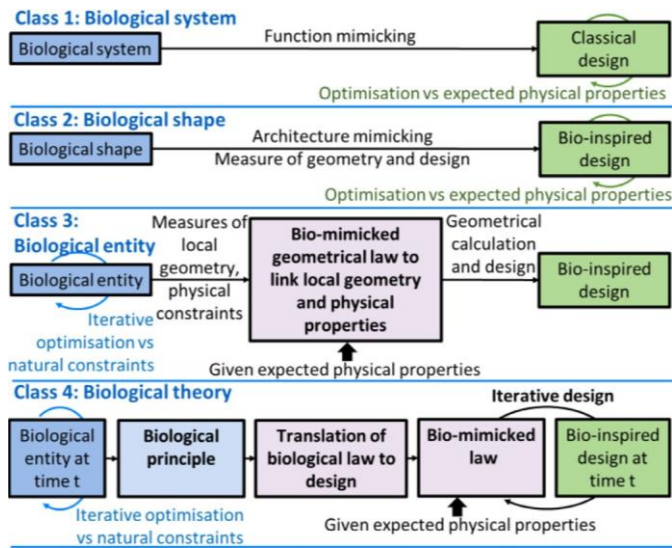 Class 1: Biological system
Biological system
Function mimicking
Classical
design
Optimisation vs expected physical properties
Class 2: Biological shape
Biological shape
Architecture mimicking
Measure of geometry and design
Bio-inspired
design
Optimisation vs expected physical properties
Class 3:
Biological entity
Biological entity
Iterative
optimisation vs
natural constraints
Measures of
local
geometry,
physical
constraints
Bio-mimicked
geometrical law to
link local geometry
and physical
properties
Given expected physical properties
Geometrical
calculation
and design
Bio-inspired
design
Class 4: Biological theory
Biological
entity at
time t
Iterative optimisation
vs natural constraints
Biological
principle
Translation of
biological law to
design
Bio-mimicked
law
Given expected physical properties
Iterative design
Bio-inspired
design at
time t